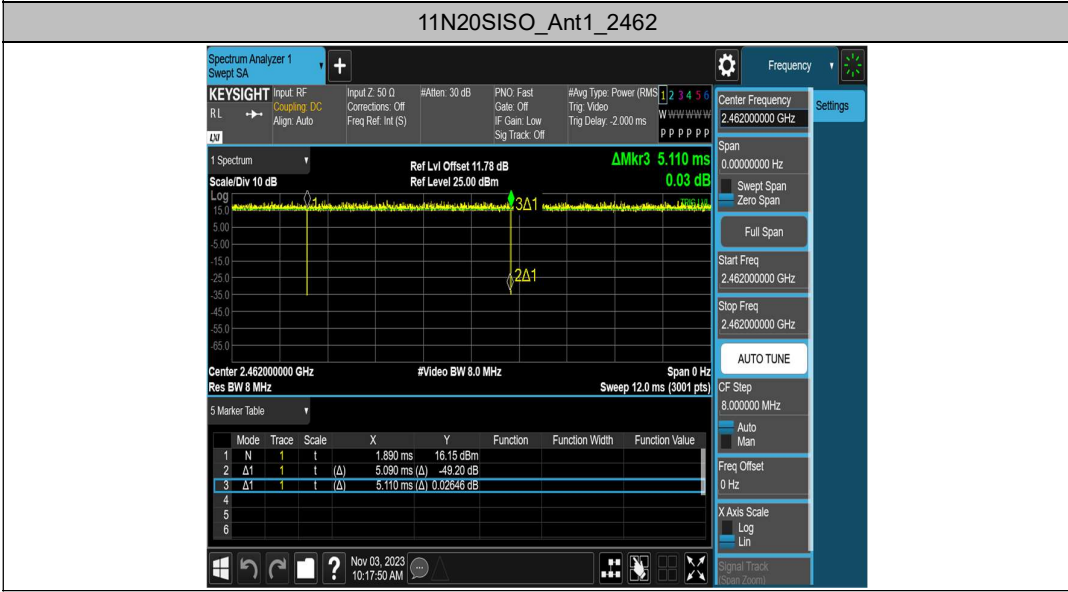 11N20SISO_Ant1_2462
Spectrum Analyzer 1
Swept SA
+
Frequency
KEYSIGHT Input: RF Input Z: 50 Ω #Atten: 30 dB PNO: Fast #Avg Type: Power (RMS 1 2 3 4 5 6
RL Coupling: DC Corrections: Off Gate: Off Trig: Video W W W W W W
Align: Auto Freq Ref: Int (S) IF Gain: Low Trig Delay: -2.000 ms
LXI Sig Track: Off P P P P P P
Center Frequency
2.462000000 GHz
Settings
Span
0.00000000 Hz
Swept Span
Zero Span
Full Span
Start Freq
2.462000000 GHz
Stop Freq
2.462000000 GHz
AUTO TUNE
CF Step
8.000000 MHz
Auto
Man
Freq Offset
0 Hz
X Axis Scale
Log
Lin
Signal Track
(Span Zoom)
1 Spectrum Ref Lvl Offset 11.78 dB ΔMkr3 5.110 ms
Scale/Div 10 dB Ref Level 25.00 dBm 0.03 dB
Log
15.0
5.00
-5.00
-15.0
-25.0
-35.0
-45.0
-55.0
-65.0
1
3Δ1
2Δ1
TRIG LVL
Center 2.462000000 GHz #Video BW 8.0 MHz Span 0 Hz
Res BW 8 MHz Sweep 12.0 ms (3001 pts)
5 Marker Table
Mode Trace Scale X Y Function Function Width Function Value
1 N 1 t 1.890 ms 16.15 dBm
2 Δ1 1 t (Δ) 5.090 ms (Δ) -49.20 dB
3 Δ1 1 t (Δ) 5.110 ms (Δ) 0.02646 dB
4
5
6
? Nov 03, 2023
10:17:50 AM